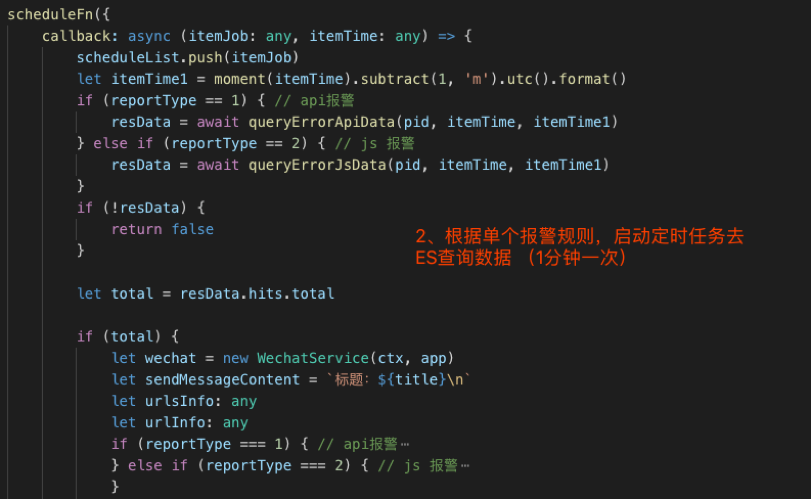 scheduleFn({
callback: async (itemJob: any, itemTime: any) => {
scheduleList.push(itemJob)
let itemTime1 = moment(itemTime).subtract(1, 'm').utc().format()
if (reportType == 1) { // api报警
resData = await queryErrorApiData(pid, itemTime, itemTime1)
} else if (reportType == 2) { // js 报警
resData = await queryErrorJsData(pid, itemTime, itemTime1)
}
if (!resData) {
return false
}
2、根据单个报警规则，启动定时任务去
ES查询数据 （1分钟一次）
let total = resData.hits.total
if (total) {
let wechat = new WechatService(ctx, app)
let sendMessageContent = `标题：${title}\n`
let urlsInfo: any
let urlInfo: any
if (reportType === 1) { // api报警…
} else if (reportType === 2) { // js 报警…
}